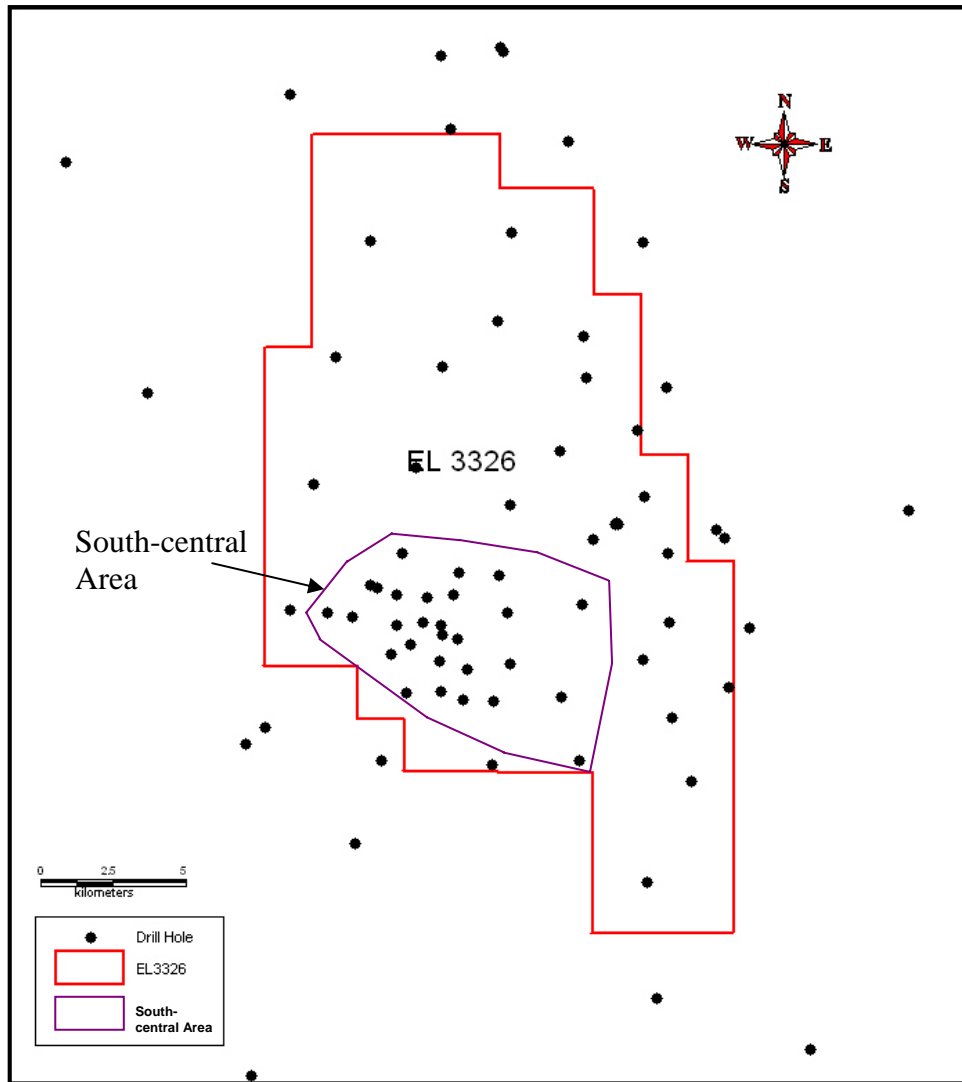 N
W E
S
EL 3326
South-central
Area
0 2.5 5
kilometers
Drill Hole
EL3326
South-
central Area